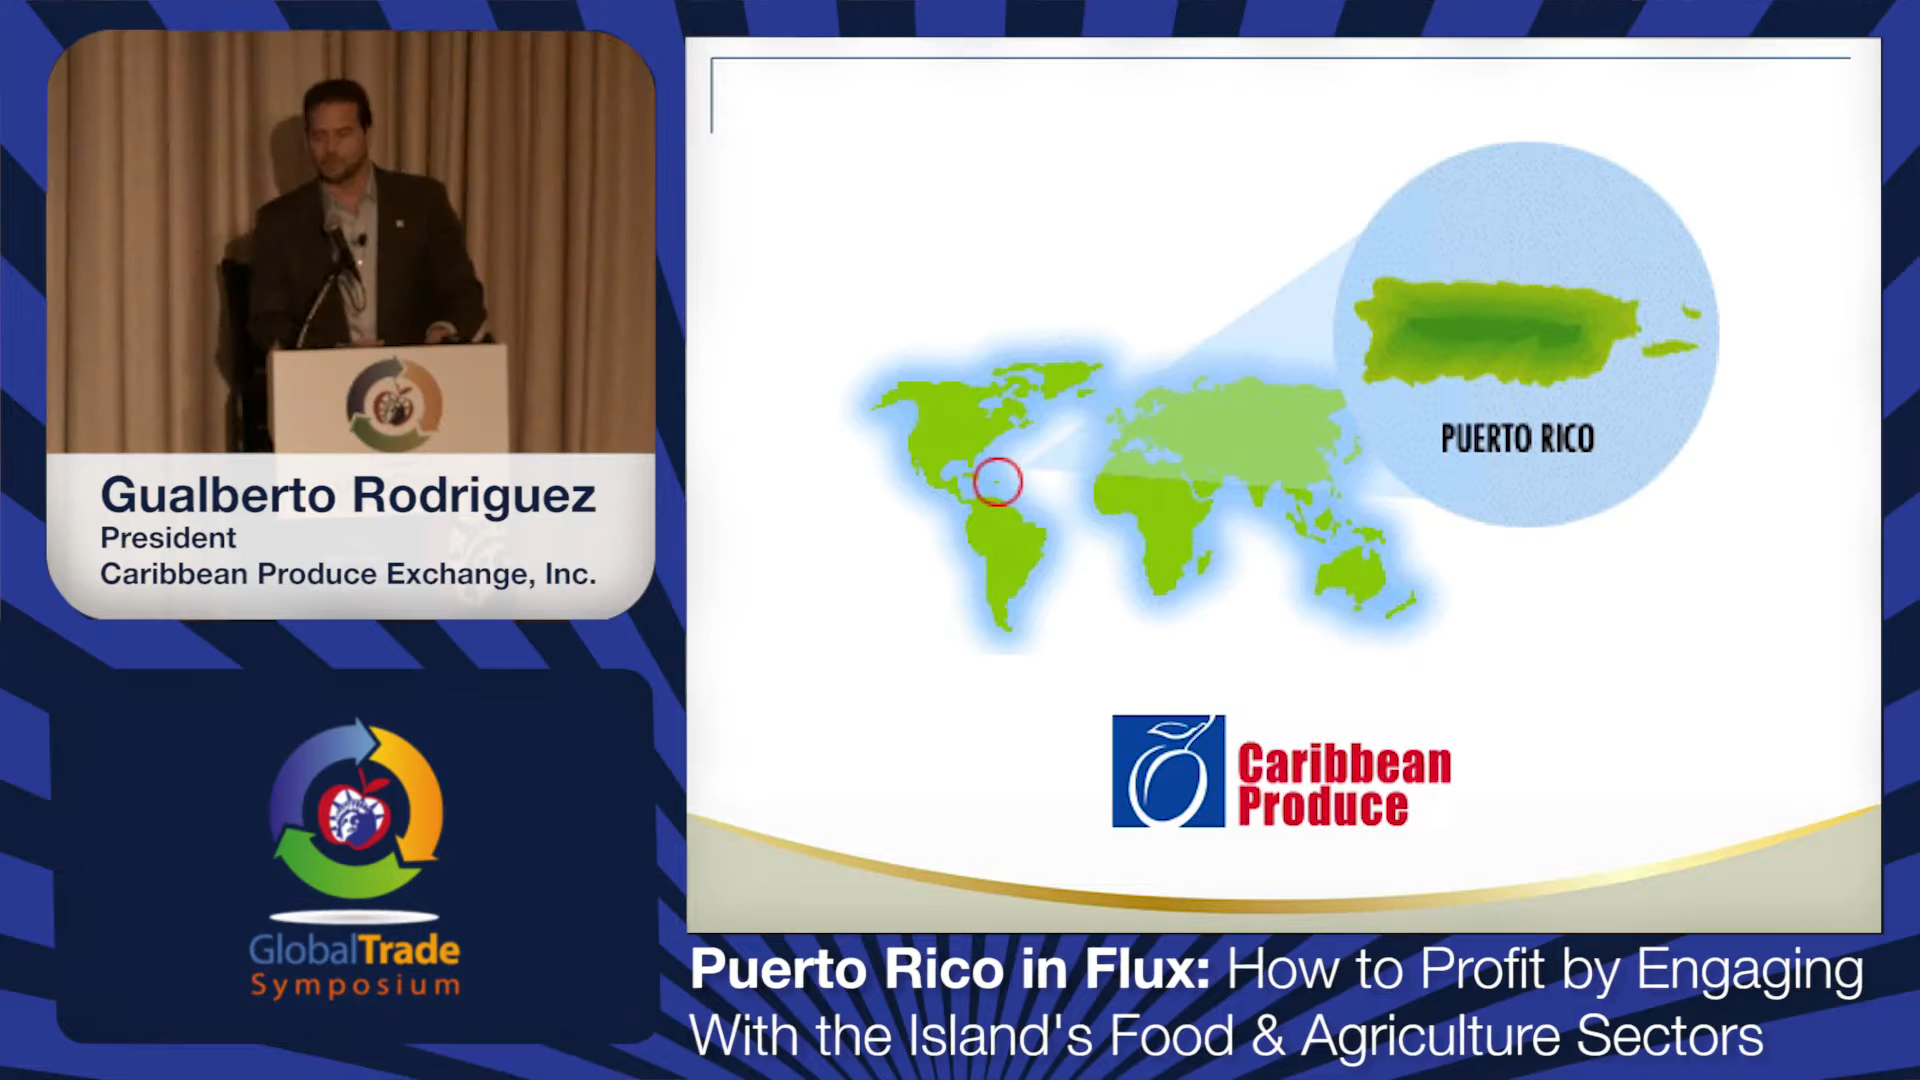 Gualberto Rodriguez
President
Caribbean Produce Exchange, Inc.
GlobalTrade
Symposium
PUERTO RICO
Caribbean
Produce
Puerto Rico in Flux: How to Profit by Engaging
With the Island's Food & Agriculture Sectors